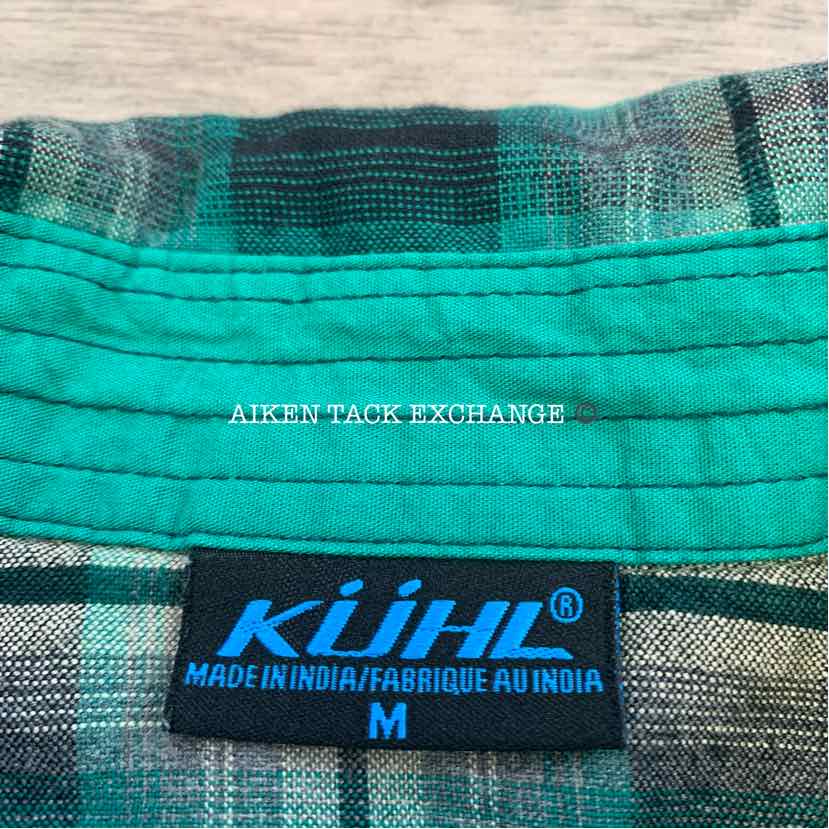 AIKEN TACK EXCHANGE ©
KÜHL®
MADE IN INDIA/FABRIQUE AU INDIA
M